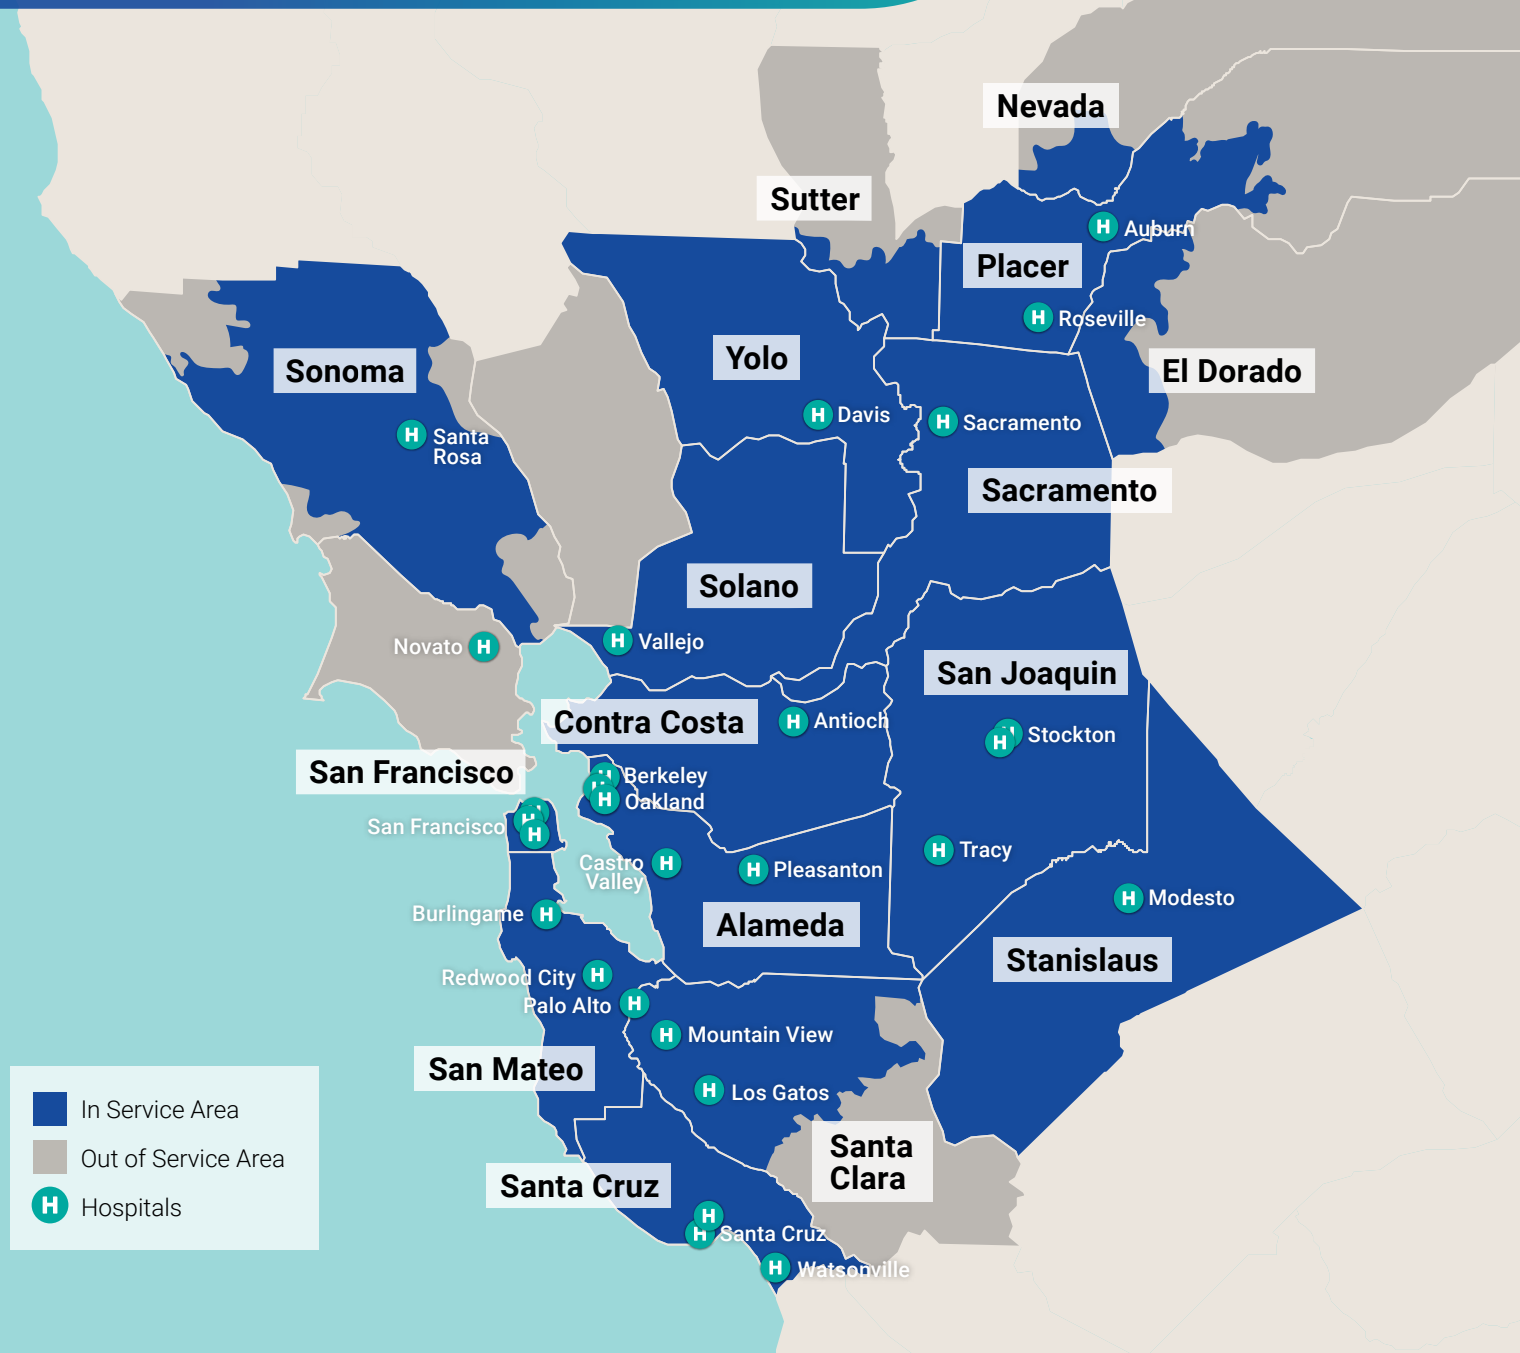 Nevada
Sutter
Auburn
Placer
Roseville
Yolo
Sonoma
El Dorado
Davis
Sacramento
Santa
Rosa
Sacramento
Solano
Novato
Vallejo
San Joaquin
Contra Costa
Antioch
Stockton
San Francisco
Berkeley
Oakland
San Francisco
Castro
Valley
Pleasanton
Tracy
Modesto
Burlingame
Alameda
Stanislaus
Redwood City
Palo Alto
Mountain View
San Mateo
Los Gatos
In Service Area
Out of Service Area
H Hospitals
Santa
Clara
Santa Cruz
Santa Cruz
Watsonville